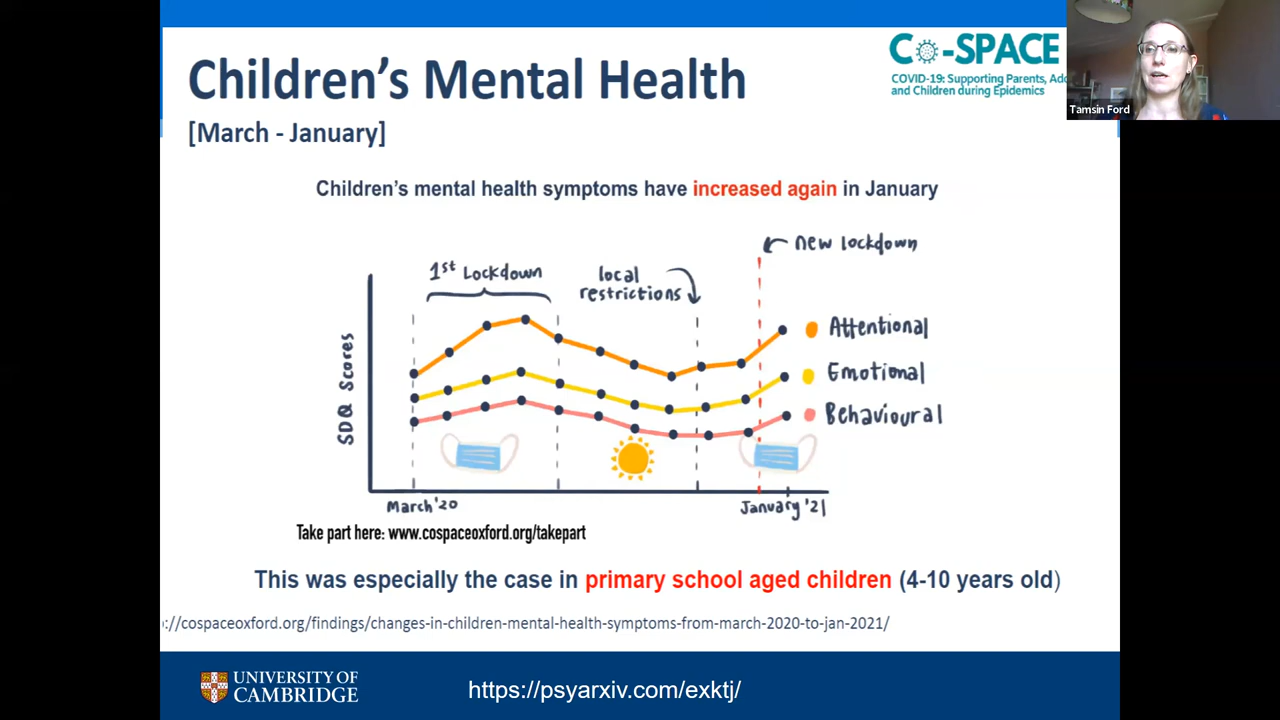 Children's Mental Health
[March - January]
CO-SPACE
COVID-19: Supporting Parents,
and Children during Epidemics
Tamsin Ford
Children's mental health symptoms have increased again in January
new lockdown
1st Lockdown
local
restrictions
SDQ Scores
Attentional
Emotional
Behavioural
March '20
January '21
Take part here: www.cospaceoxford.org/takepart
This was especially the case in primary school aged children (4-10 years old)
://cospaceoxford.org/findings/changes-in-children-mental-health-symptoms-from-march-2020-to-jan-2021/
UNIVERSITY OF
CAMBRIDGE
https://psyarxiv.com/exktj/